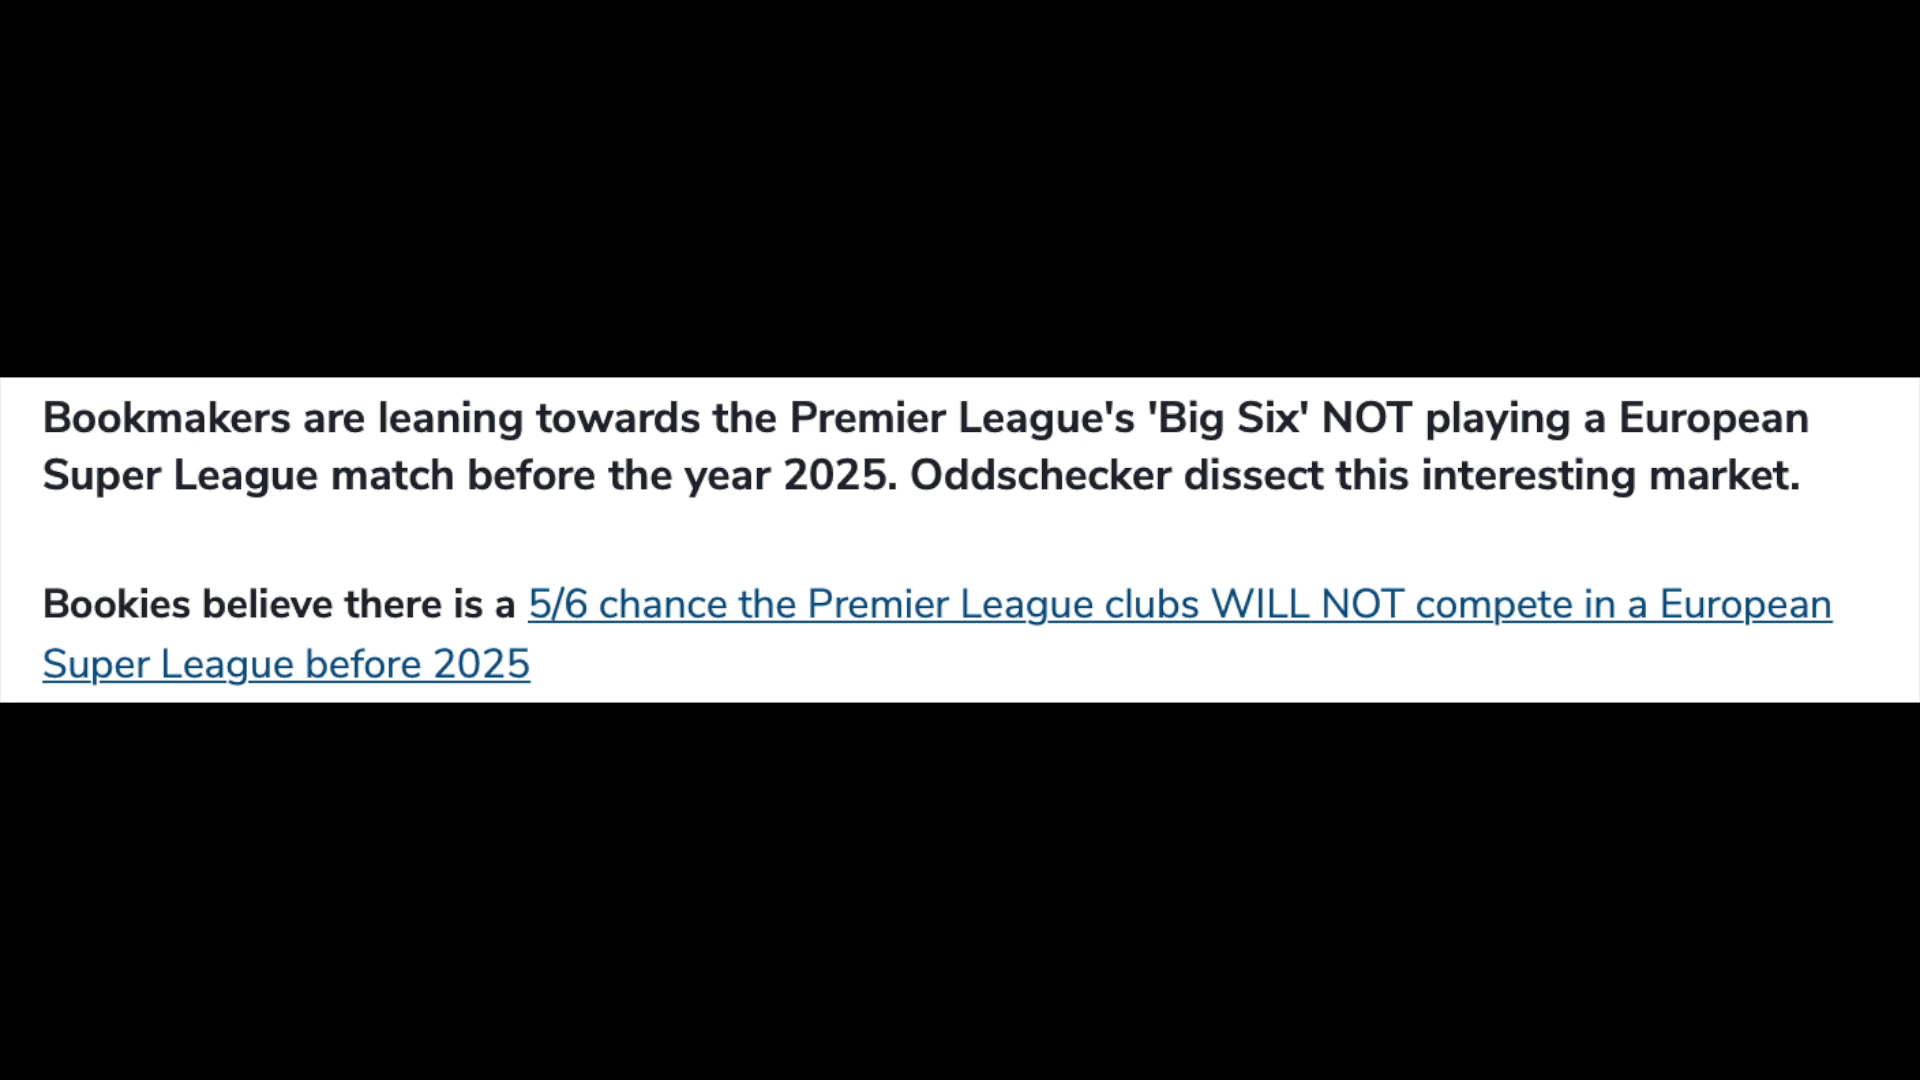 Bookmakers are leaning towards the Premier League's 'Big Six' NOT playing a European
Super League match before the year 2025. Oddschecker dissect this interesting market.
Bookies believe there is a 5/6 chance the Premier League clubs WILL NOT compete in a European
Super League before 2025